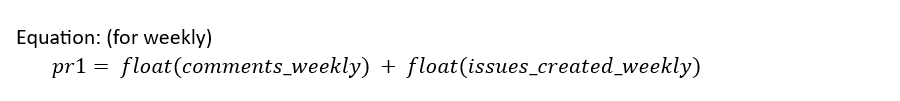 Equation: (for weekly)
pr1 = float(comments_weekly) + float(issues_created_weekly)